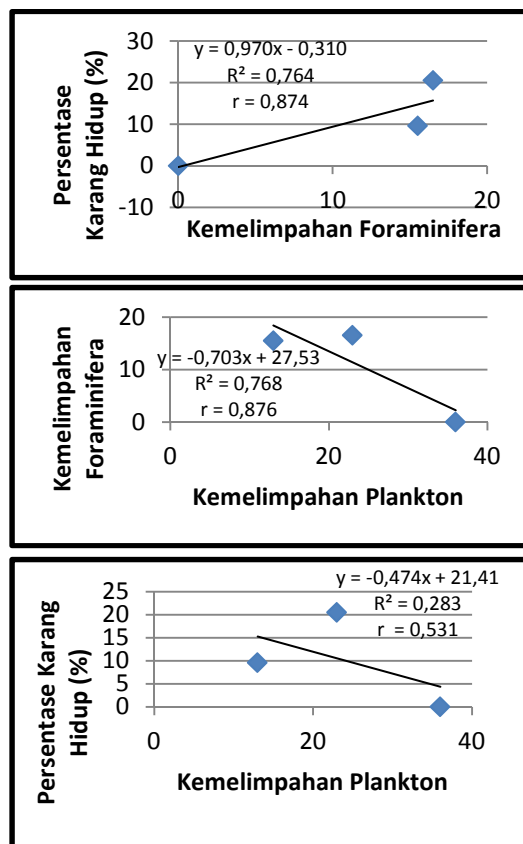 30
20
10
0
-10
Persentase
Karang Hidup (%)
y = 0,970x - 0,310
R² = 0,764
r = 0,874
0 10 20
Kemelimpahan Foraminifera
20
10
0
Kemelimpahan
Foraminifera
y = -0,703x + 27,53
R² = 0,768
r = 0,876
0 20 40
Kemelimpahan Plankton
25
20
15
10
5
0
Persentase Karang
Hidup (%)
y = -0,474x + 21,41
R² = 0,283
r = 0,531
0 20 40
Kemelimpahan Plankton